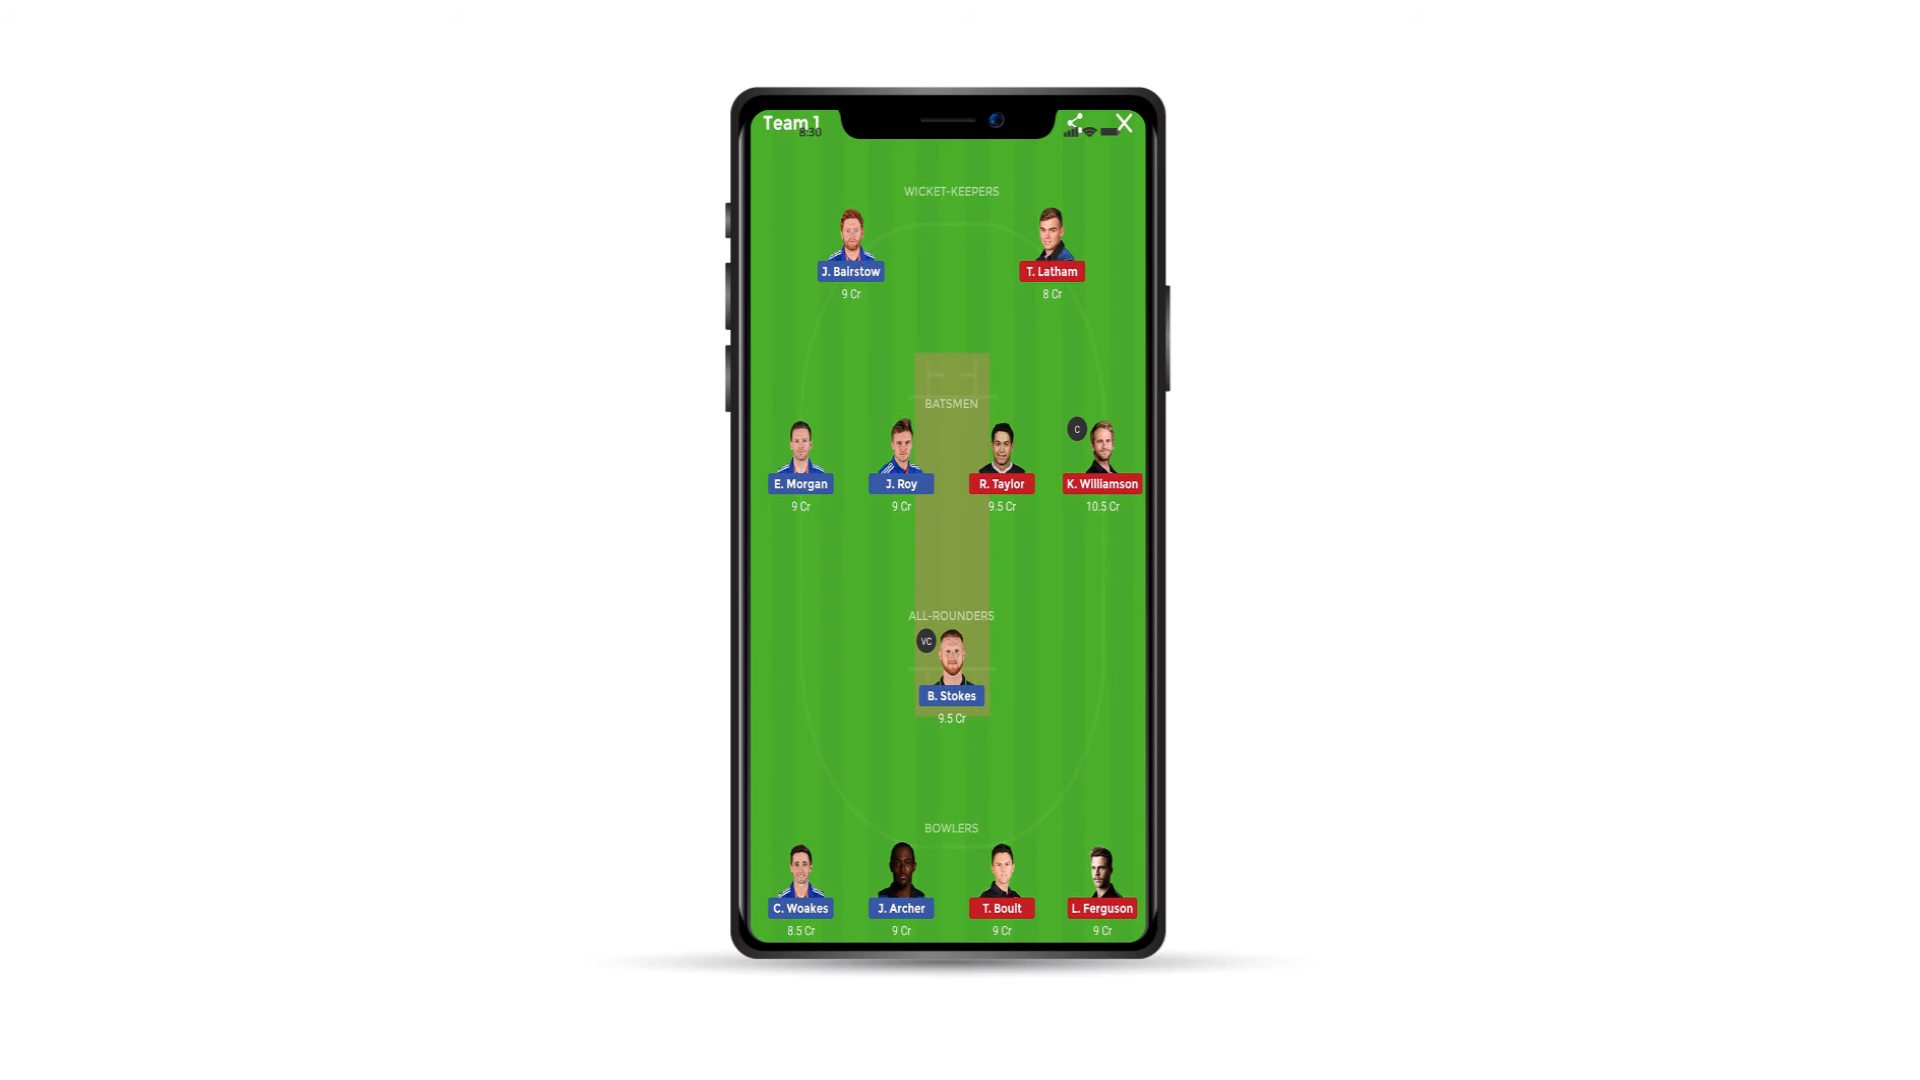 Team 1
8:30
WICKET-KEEPERS
J. Bairstow
T. Latham
9 Cr
8 Cr
BATSMEN
C
E. Morgan
J. Roy
R. Taylor
K. Williamson
9 Cr
9 Cr
9.5 Cr
10.5 Cr
ALL-ROUNDERS
VC
B. Stokes
9.5 Cr
BOWLERS
C. Woakes
J. Archer
T. Boult
L. Ferguson
8.5 Cr
9 Cr
9 Cr
9 Cr